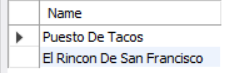 Name
Puesto De Tacos
El Rincon De San Francisco